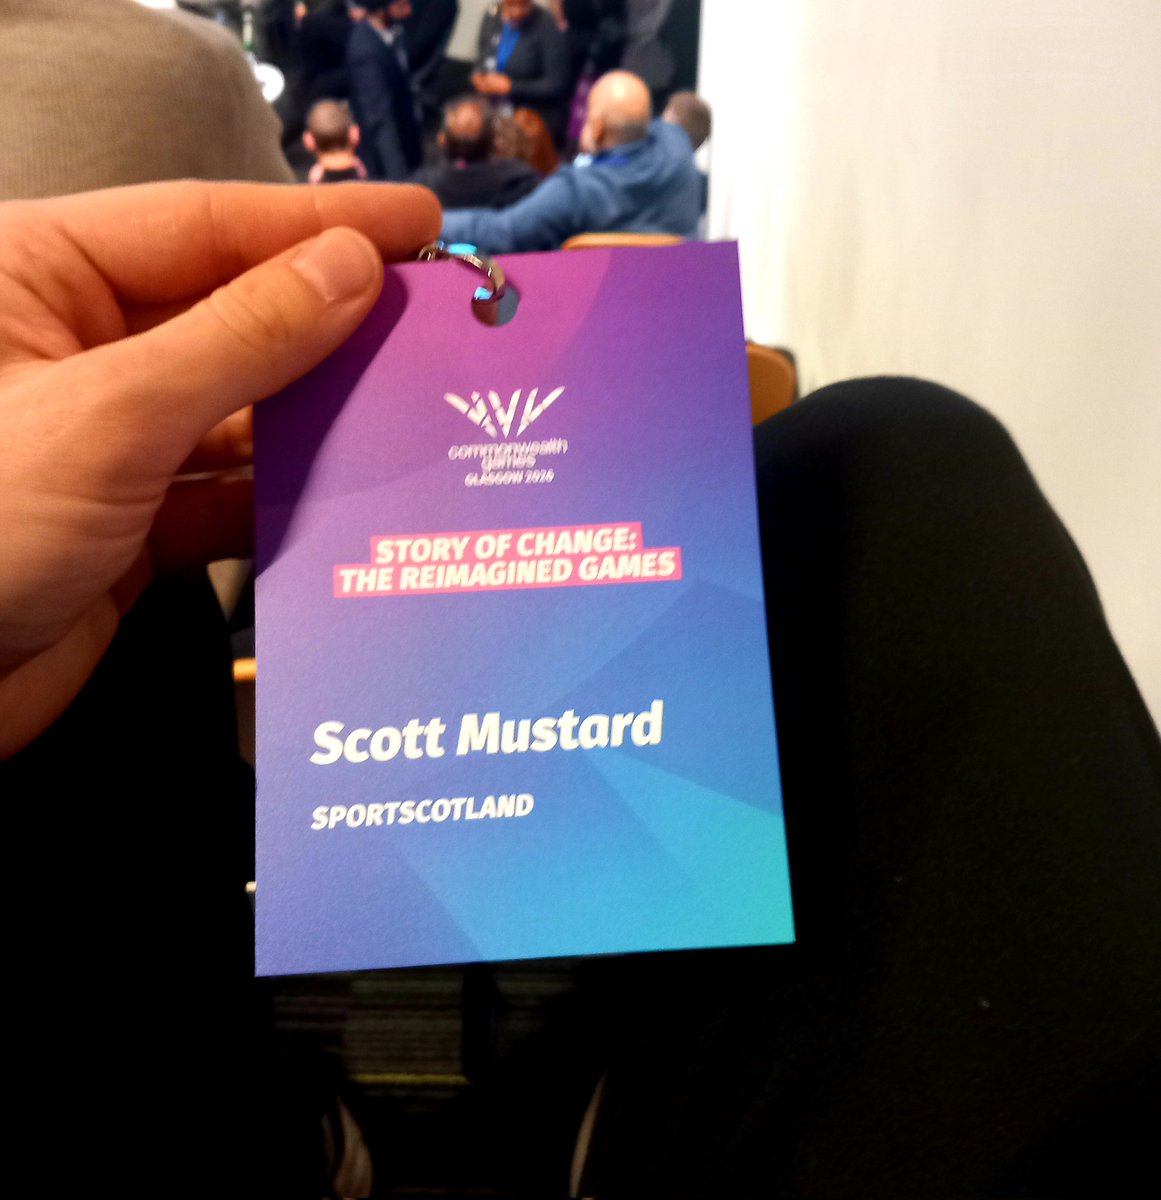 commonwealth
games
GLASGOW 2026
STORY OF CHANGE:
THE REIMAGINED GAMES
Scott Mustard
SPORTSCOTLAND